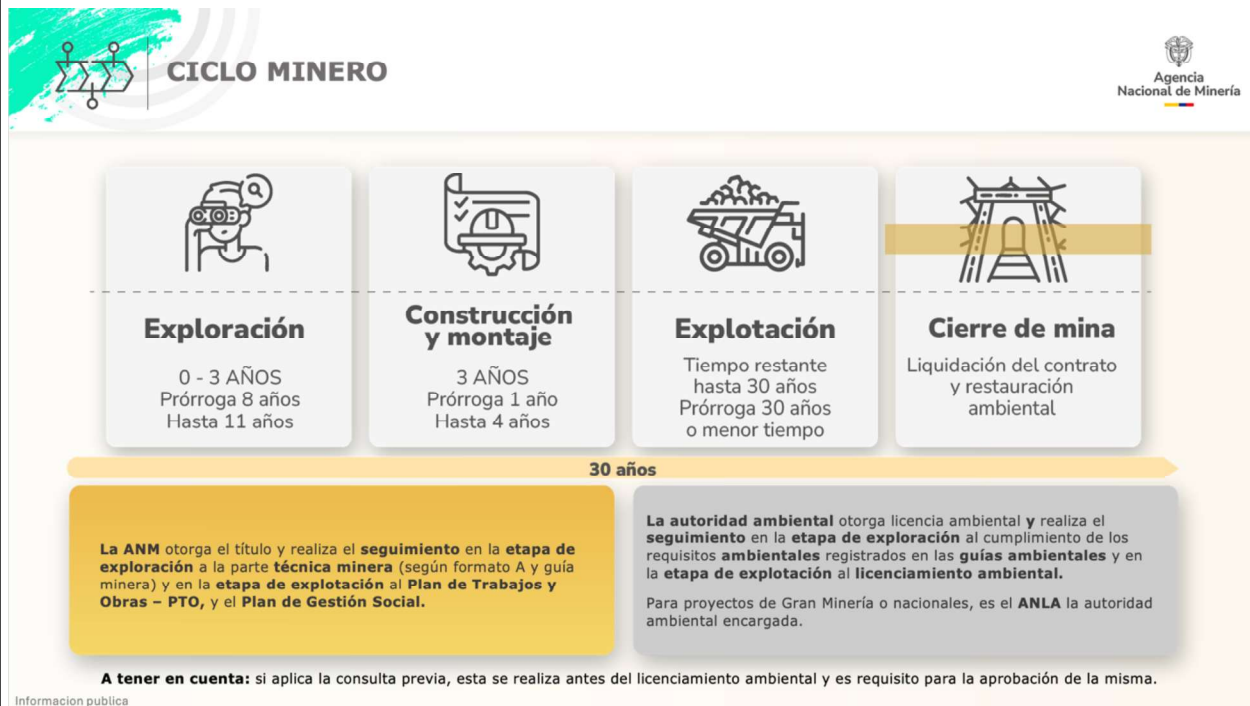 CICLO MINERO
Agencia
Nacional de Minería
Exploración
0 - 3 AÑOS
Prórroga 8 años
Hasta 11 años
Construcción
y montaje
3 AÑOS
Prórroga 1 año
Hasta 4 años
Explotación
Tiempo restante
hasta 30 años
Prórroga 30 años
o menor tiempo
Cierre de mina
Liquidación del contrato
y restauración
ambiental
30 años
La ANM otorga el título y realiza el seguimiento en la etapa de
exploración a la parte técnica minera (según formato A y guía
minera) y en la etapa de explotación al Plan de Trabajos y
Obras – PTO, y el Plan de Gestión Social.
La autoridad ambiental otorga licencia ambiental y realiza el
seguimiento en la etapa de exploración al cumplimiento de los
requisitos ambientales registrados en las guías ambientales y en
la etapa de explotación al licenciamiento ambiental.
Para proyectos de Gran Minería o nacionales, es el ANLA la autoridad
ambiental encargada.
A tener en cuenta: si aplica la consulta previa, esta se realiza antes del licenciamiento ambiental y es requisito para la aprobación de la misma.
Informacion publica